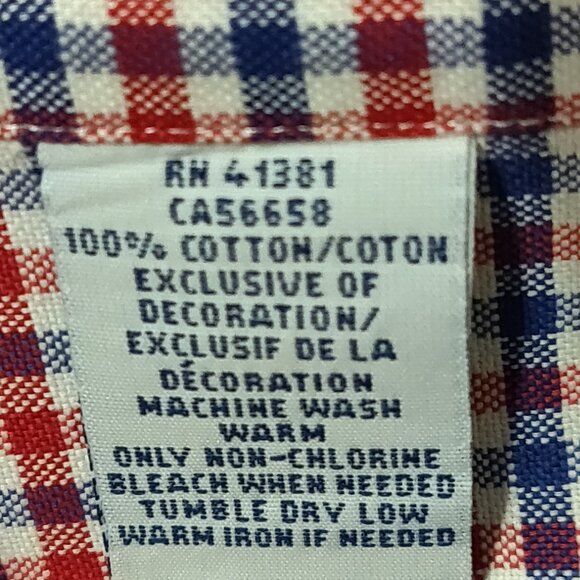 RN 41381
CA56658
100% COTTON/COTON
EXCLUSIVE OF
DECORATION/
EXCLUSIF DE LA
DÉCORATION
MACHINE WASH
WARM
ONLY NON-CHLORINE
BLEACH WHEN NEEDED
TUMBLE DRY LOW
WARM IRON IF NEEDED